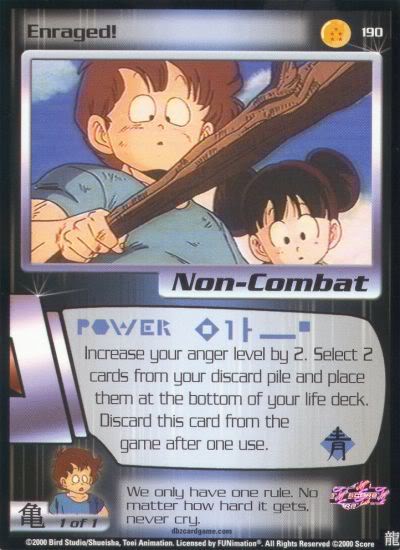 Enraged!
190
Non-Combat
POWER
Increase your anger level by 2. Select 2
cards from your discard pile and place
them at the bottom of your life deck.
Discard this card from the
game after one use.
青
亀
1 of 1
We only have one rule. No
matter how hard it gets,
never cry.
dbzcardgame.com
©2000 Bird Studio/Shueisha, Toei Animation. Licensed by FUNimation®. All Rights Reserved. ©2000 Score
龍